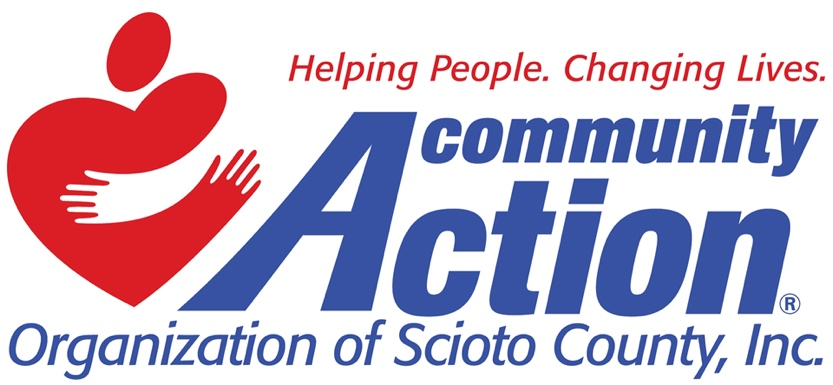 Helping People. Changing Lives.
community
Action®
Organization of Scioto County, Inc.